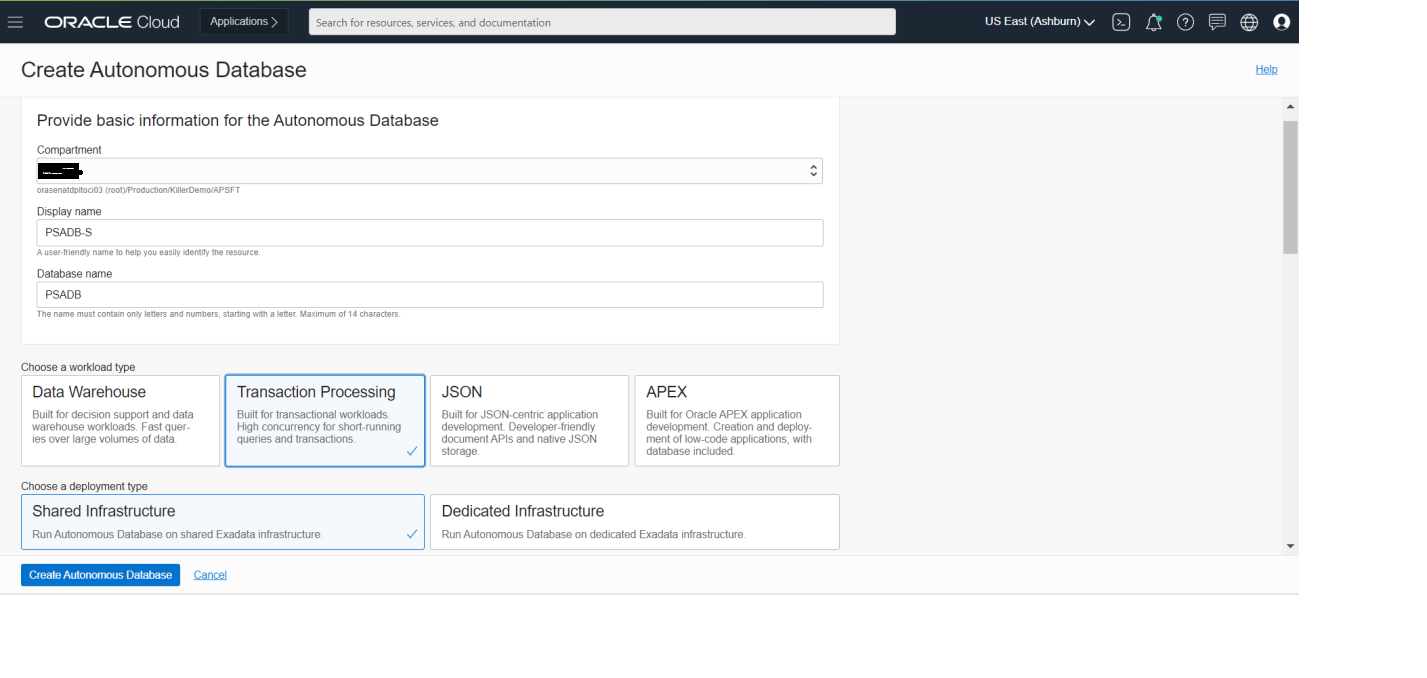 ORACLE Cloud
Applications
Search for resources, services, and documentation
US East (Ashburn)
Create Autonomous Database
Help
Provide basic information for the Autonomous Database
Compartment
orasenatdpltoci03 (root)/Production/KillerDemo/APSFT
Display name
PSADB-S
A user-friendly name to help you easily identify the resource.
Database name
PSADB
The name must contain only letters and numbers, starting with a letter. Maximum of 14 characters.
Choose a workload type
Data Warehouse
Built for decision support and data
warehouse workloads. Fast quer-
ies over large volumes of data.
Transaction Processing
Built for transactional workloads.
High concurrency for short-running
queries and transactions.
JSON
Built for JSON-centric application
development. Developer-friendly
document APIs and native JSON
storage.
APEX
Built for Oracle APEX application
development. Creation and deploy-
ment of low-code applications, with
database included.
Choose a deployment type
Shared Infrastructure
Run Autonomous Database on shared Exadata infrastructure.
Dedicated Infrastructure
Run Autonomous Database on dedicated Exadata infrastructure.
Create Autonomous Database
Cancel